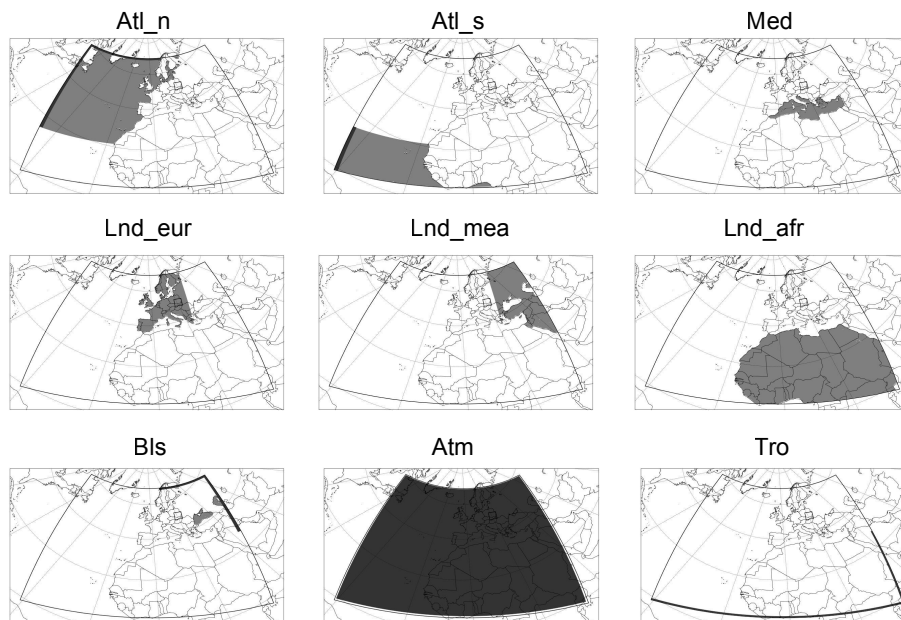 Atl_n Atl_s Med
Lnd_eur Lnd_mea Lnd_afr
Bls Atm Tro